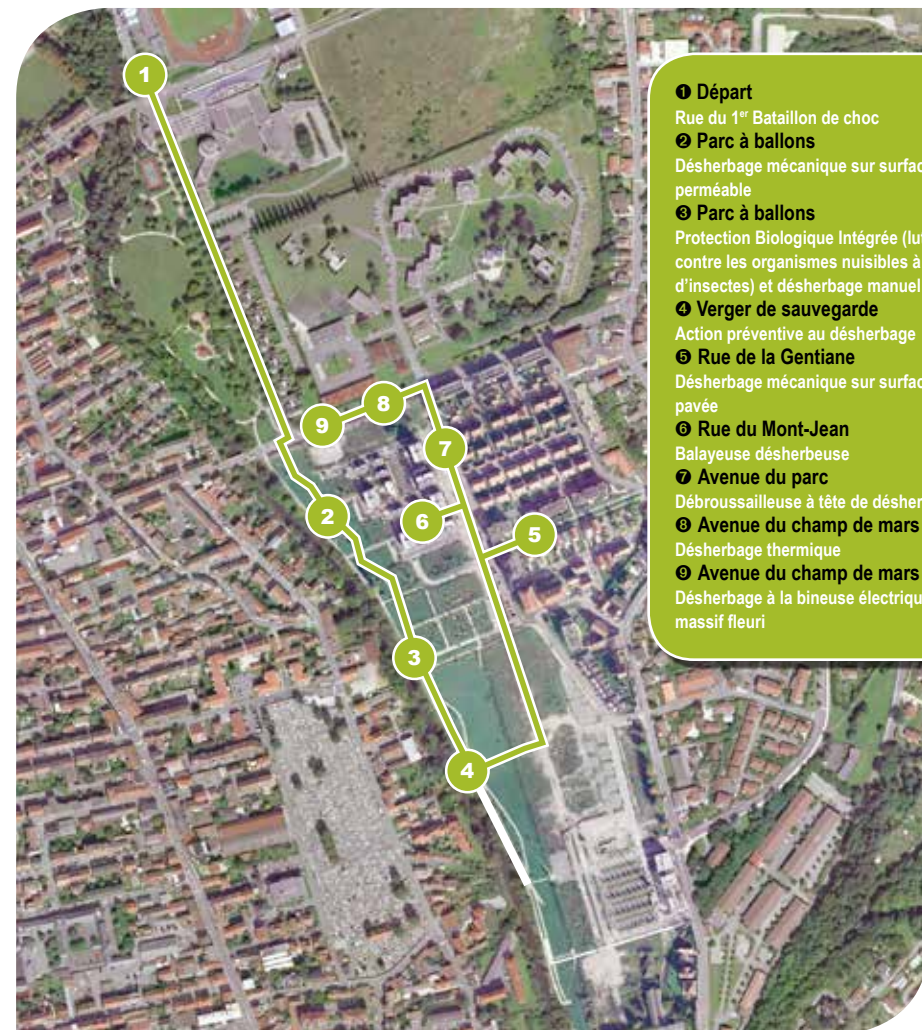 1
8
9
7
2
6
5
3
4
❶ Départ
Rue du 1er Bataillon de choc
❷ Parc à ballons
Désherbage mécanique sur surfac
perméable
❸ Parc à ballons
Protection Biologique Intégrée (lu
contre les organismes nuisibles à
d'insectes) et désherbage manuel
❹ Verger de sauvegarde
Action préventive au désherbage
❺ Rue de la Gentiane
Désherbage mécanique sur surfac
pavée
❻ Rue du Mont-Jean
Balayeuse désherbeuse
❼ Avenue du parc
Débroussailleuse à tête de désher
❽ Avenue du champ de mars
Désherbage thermique
❾ Avenue du champ de mars
Désherbage à la bineuse électriqu
massif fleuri